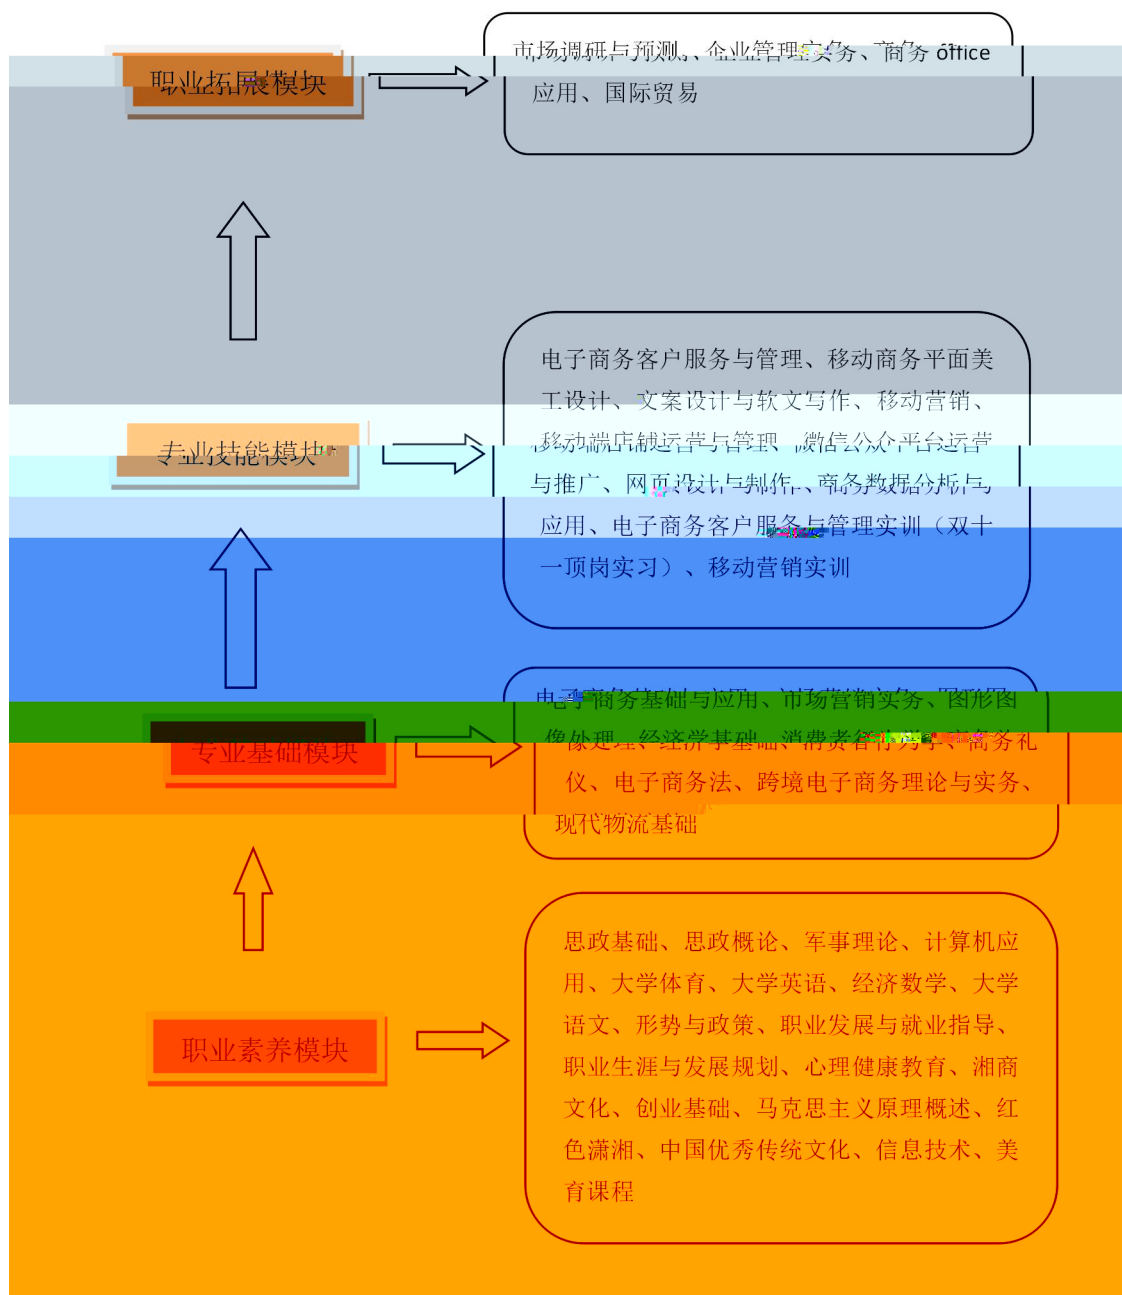 职业拓展模块
市场调研与预测、企业管理实务、商务 office
应用、国际贸易
专业技能模块
电子商务客户服务与管理、移动商务平面美
工设计、文案设计与软文写作、移动营销、
移动端店铺运营与管理、微信公众平台运营
与推广、网页设计与制作、商务数据分析与
应用、电子商务客户服务与管理实训（双十
一顶岗实习）、移动营销实训
专业基础模块
电子商务基础与应用、市场营销实务、图形图
像处理、经济学基础、消费者行为学、商务礼
仪、电子商务法、跨境电子商务理论与实务、
现代物流基础
职业素养模块
思政基础、思政概论、军事理论、计算机应
用、大学体育、大学英语、经济数学、大学
语文、形势与政策、职业发展与就业指导、
职业生涯与发展规划、心理健康教育、湘商
文化、创业基础、马克思主义原理概述、红
色潇湘、中国优秀传统文化、信息技术、美
育课程